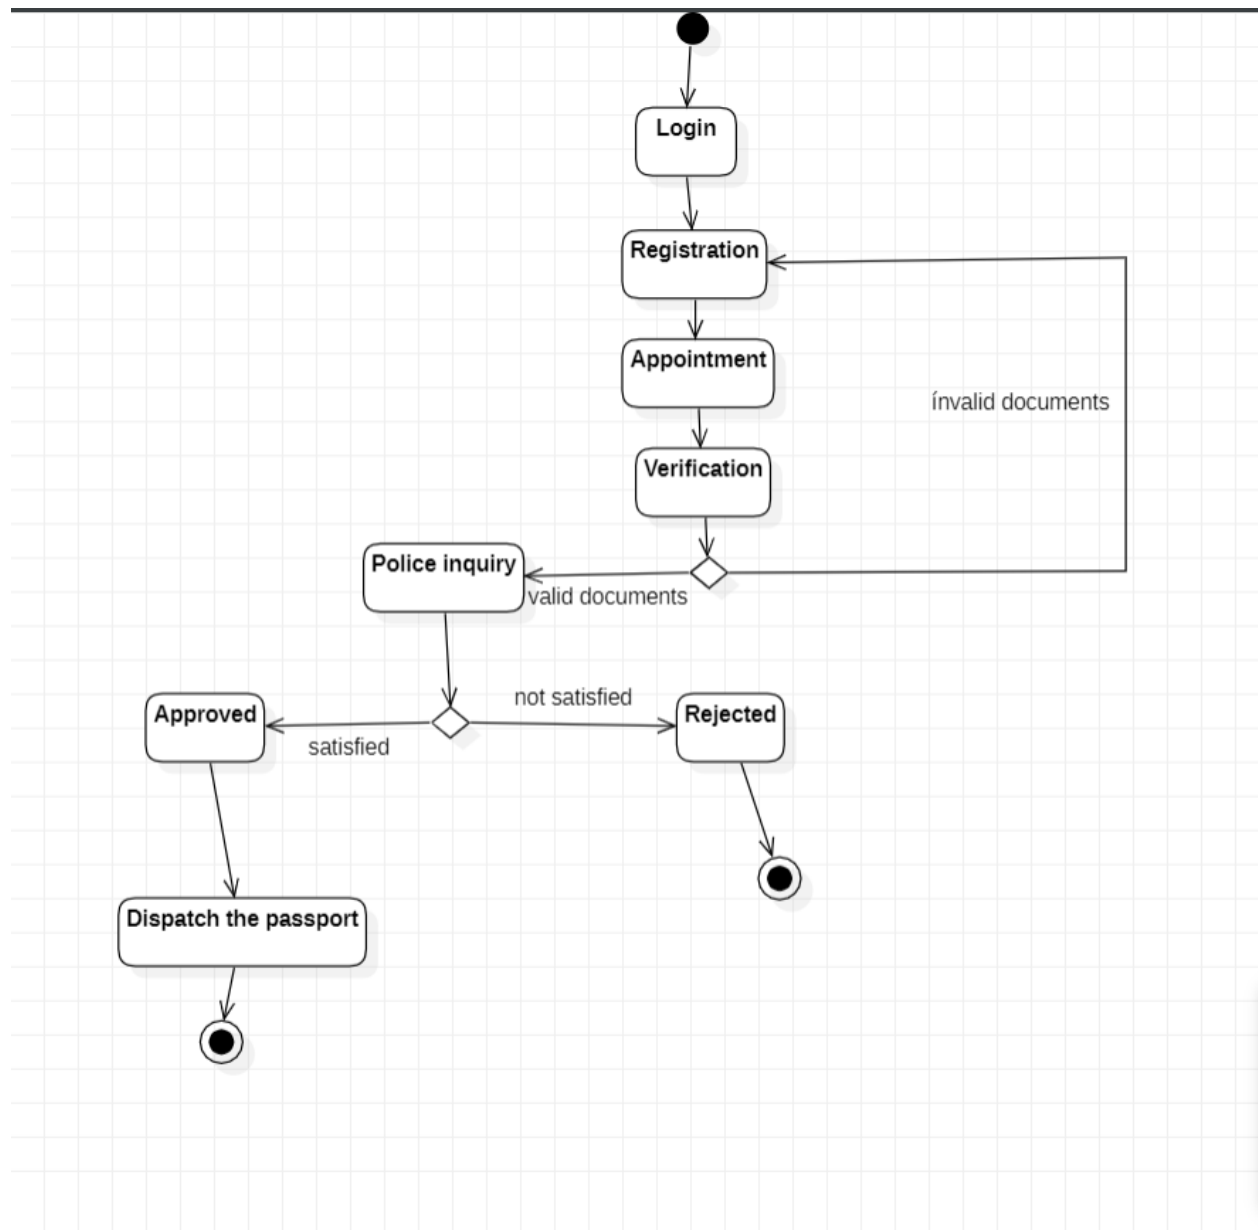 Login
Registration
Appointment
ínvalid documents
Verification
Police inquiry
valid documents
not satisfied
Approved
Rejected
satisfied
Dispatch the passport